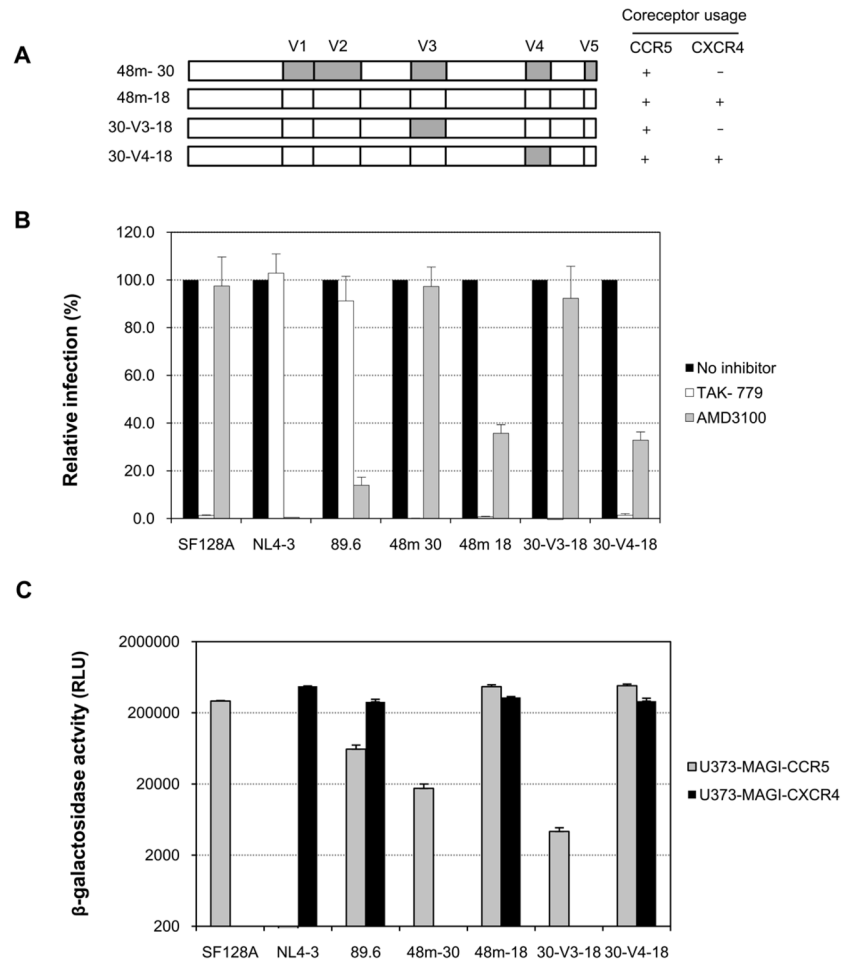 Coreceptor usage
A
V1 V2 V3 V4 V5 CCR5 CXCR4
48m- 30 + –
48m-18 + +
30-V3-18 + –
30-V4-18 + +
B
120.0
100.0
80.0
60.0
40.0
20.0
0.0
Relative infection (%)
SF128A NL4-3 89.6 48m 30 48m 18 30-V3-18 30-V4-18
No inhibitor
TAK- 779
AMD3100
C
2000000
200000
20000
2000
200
β-galactosidase actvity (RLU)
SF128A NL4-3 89.6 48m-30 48m-18 30-V3-18 30-V4-18
U373-MAGI-CCR5
U373-MAGI-CXCR4